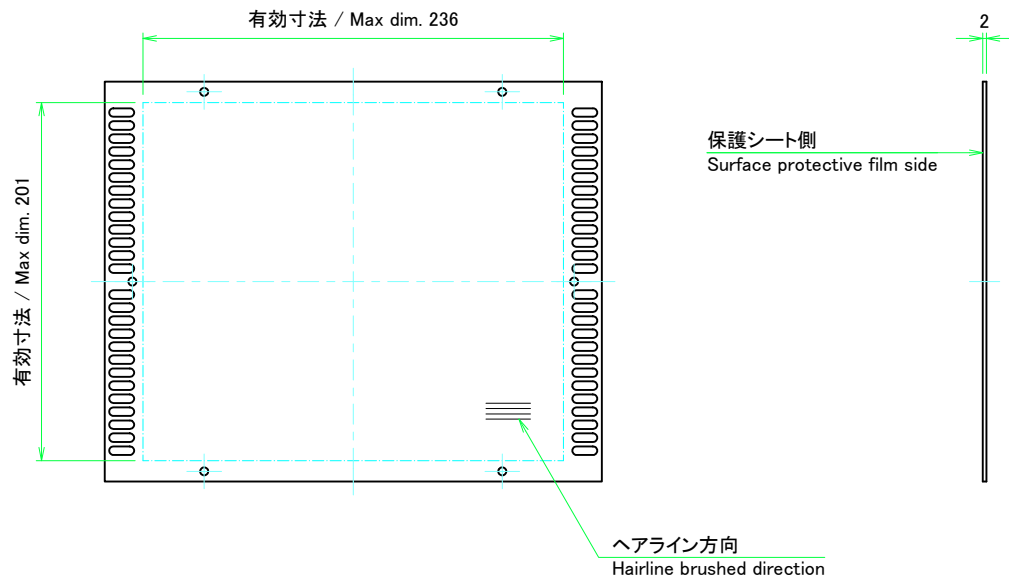 有効寸法 / Max dim. 236
2
保護シート側
Surface protective film side
有効寸法 / Max dim. 201
ヘアライン方向
Hairline brushed direction